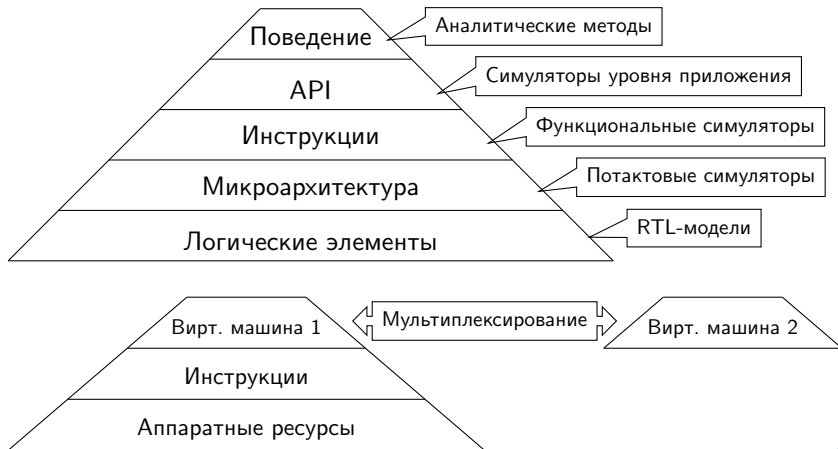 Поведение
Аналитические методы
API
Симуляторы уровня приложения
Инструкции
Функциональные симуляторы
Микроархитектура
Потактовые симуляторы
Логические элементы
RTL-модели
Вирт. машина 1
Мультиплексирование
Вирт. машина 2
Инструкции
Аппаратные ресурсы